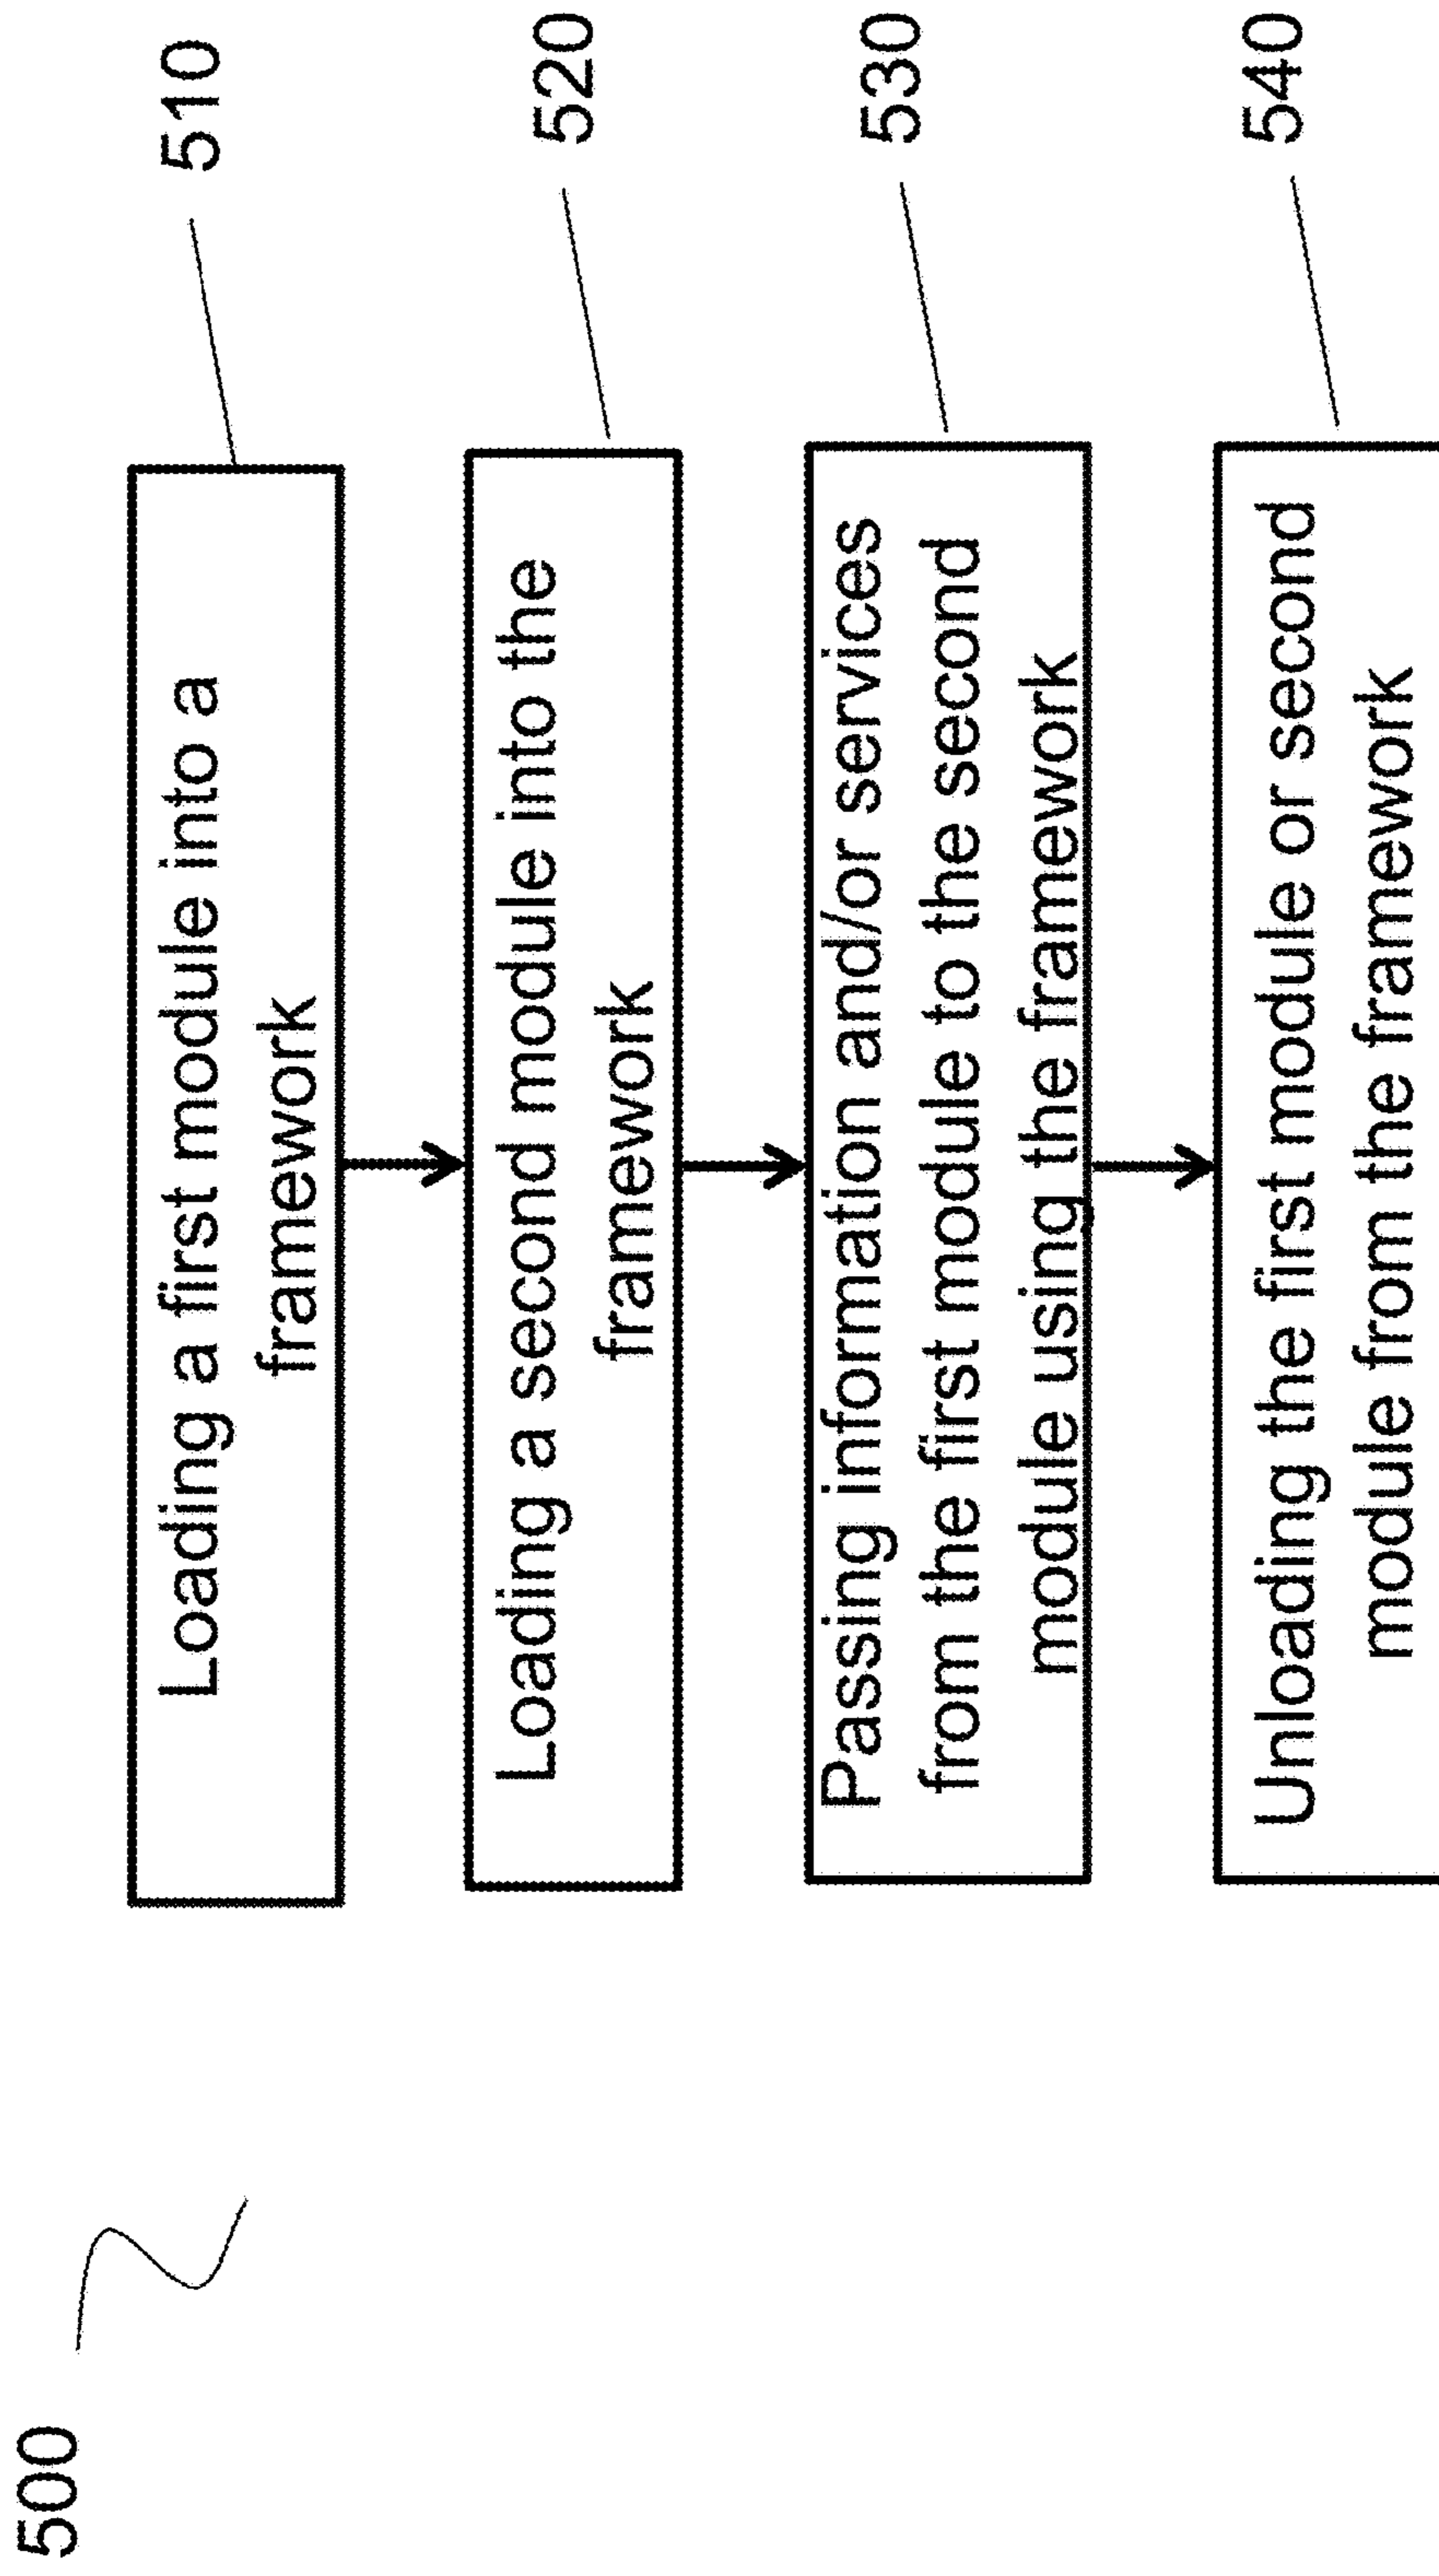 500
Loading a first module into a
framework
510
Loading a second module into the
framework
520
Passing information and/or services
from the first module to the second
module using the framework
530
Unloading the first module or second
module from the framework
540